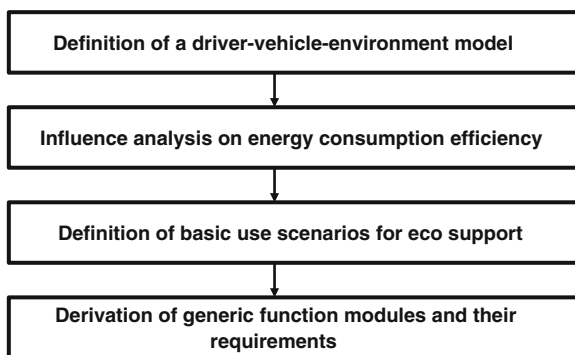 Definition of a driver-vehicle-environment model
Influence analysis on energy consumption efficiency
Definition of basic use scenarios for eco support
Derivation of generic function modules and their
requirements